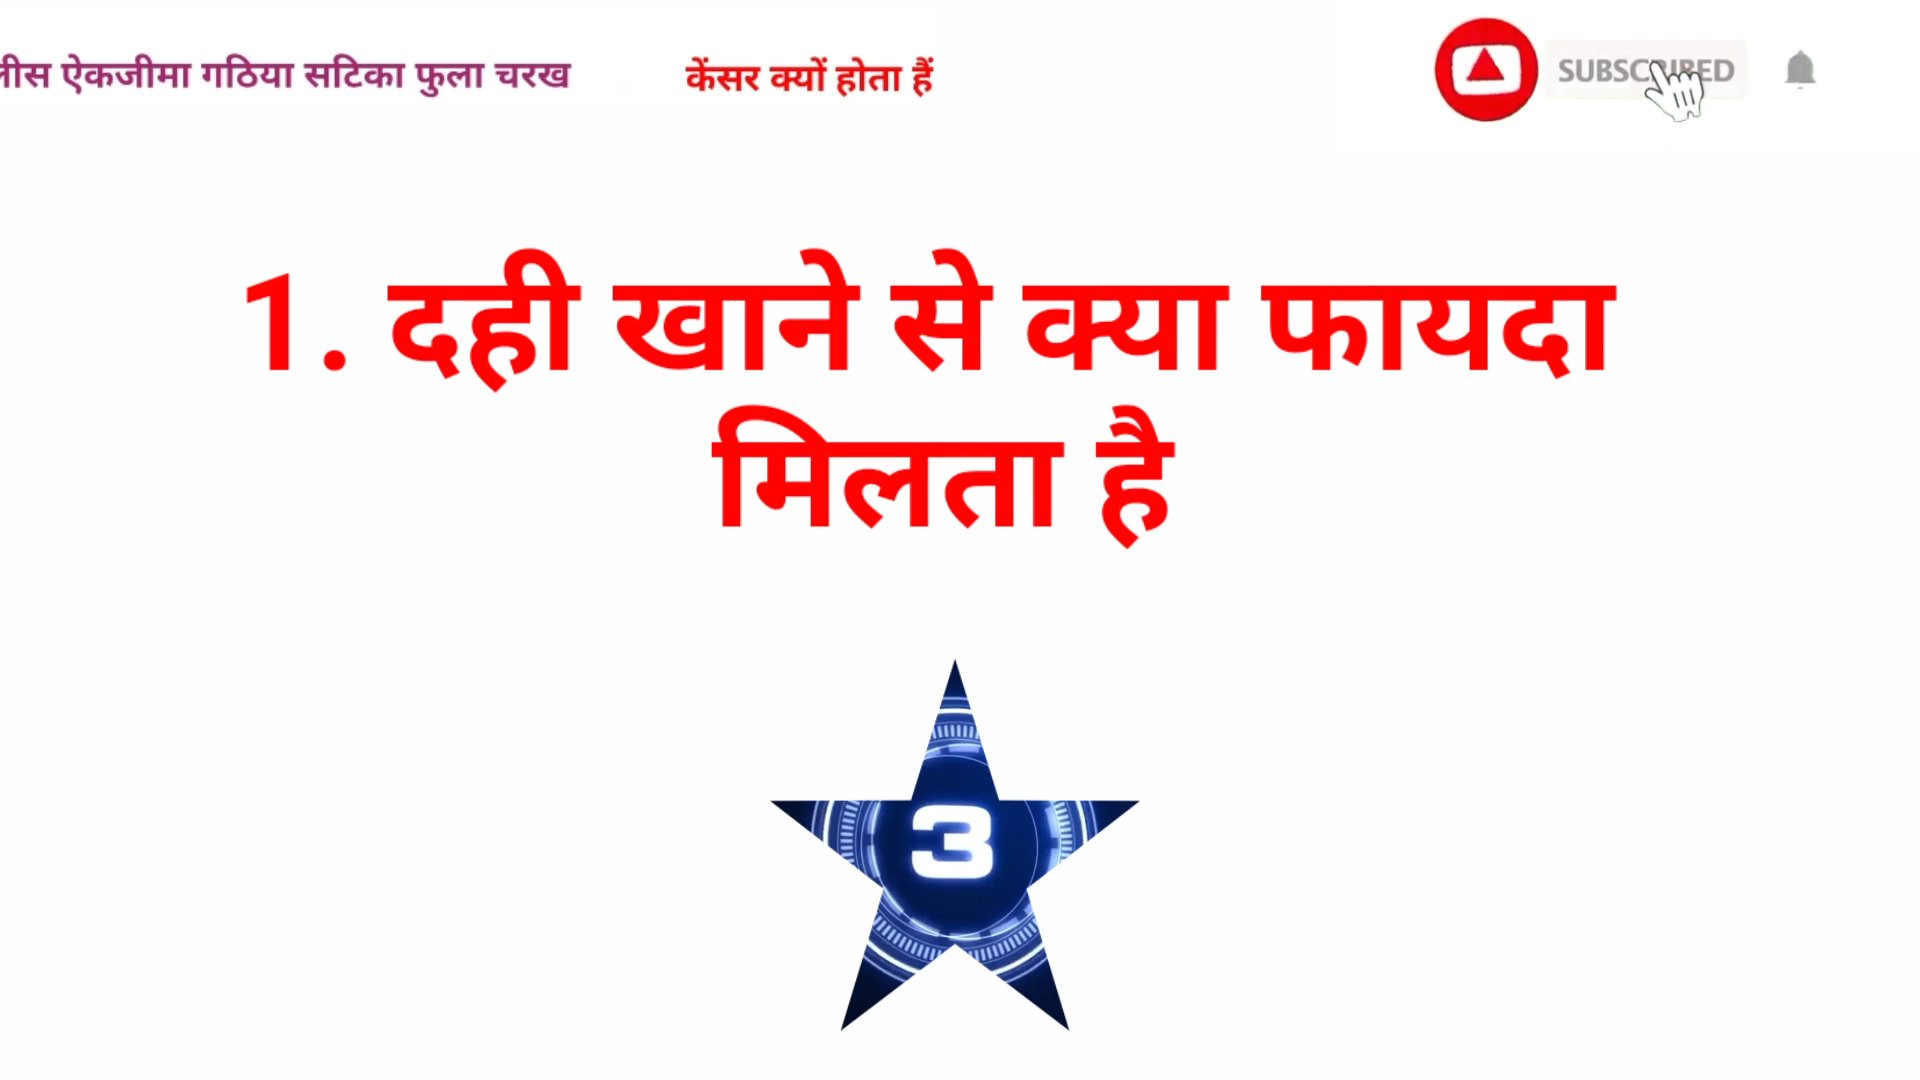 ऐकजीमा गठिया सटिका फुला चरख
केंसर क्यों होता हैं
SUBSCRIBED
1. दही खाने से क्या फायदा
मिलता है
3